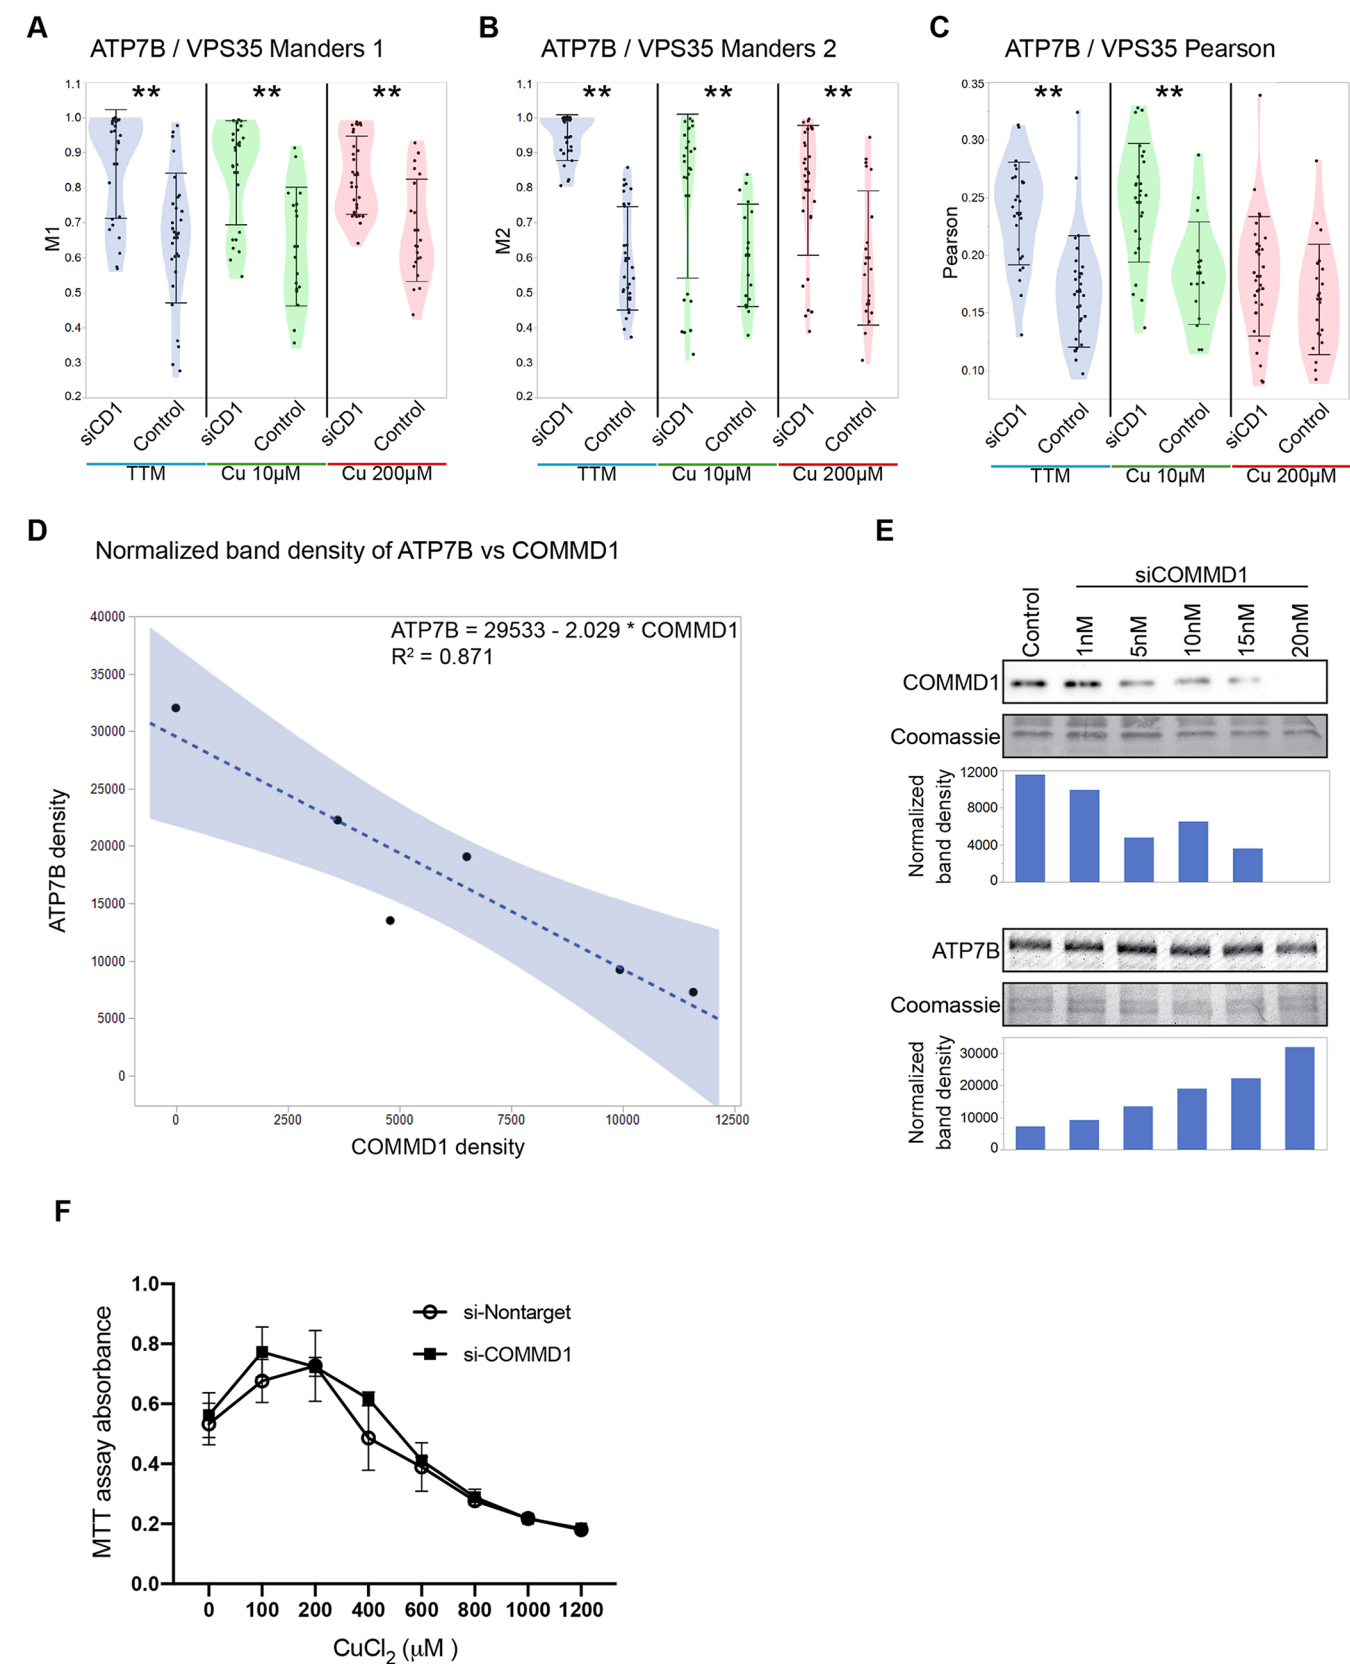 A
ATP7B / VPS35 Manders 1
M1
1.1
1.0
0.9
0.8
0.7
0.6
0.5
0.4
0.3
0.2
** ** **
siCD1 Control siCD1 Control siCD1 Control
TTM Cu 10µM Cu 200µM
B
ATP7B / VPS35 Manders 2
M2
1.1
1.0
0.9
0.8
0.7
0.6
0.5
0.4
0.3
0.2
** ** **
siCD1 Control siCD1 Control siCD1 Control
TTM Cu 10µM Cu 200µM
C
ATP7B / VPS35 Pearson
Pearson
0.35
0.30
0.25
0.20
0.15
0.10
** **
siCD1 Control siCD1 Control siCD1 Control
TTM Cu 10µM Cu 200µM
D
Normalized band density of ATP7B vs COMMD1
ATP7B = 29533 - 2.029 * COMMD1
R² = 0.871
ATP7B density
40000
35000
30000
25000
20000
15000
10000
5000
0
0 2500 5000 7500 10000 12500
COMMD1 density
E
siCOMMD1
Control 1nM 5nM 10nM 15nM 20nM
COMMD1
Coomassie
Normalized
band density
12000
8000
4000
0
ATP7B
Coomassie
Normalized
band density
30000
20000
10000
0
F
MTT assay absorbance
1.0
0.8
0.6
0.4
0.2
0.0
si-Nontarget
si-COMMD1
0 100 200 400 600 800 1000 1200
CuCl₂ (µM )